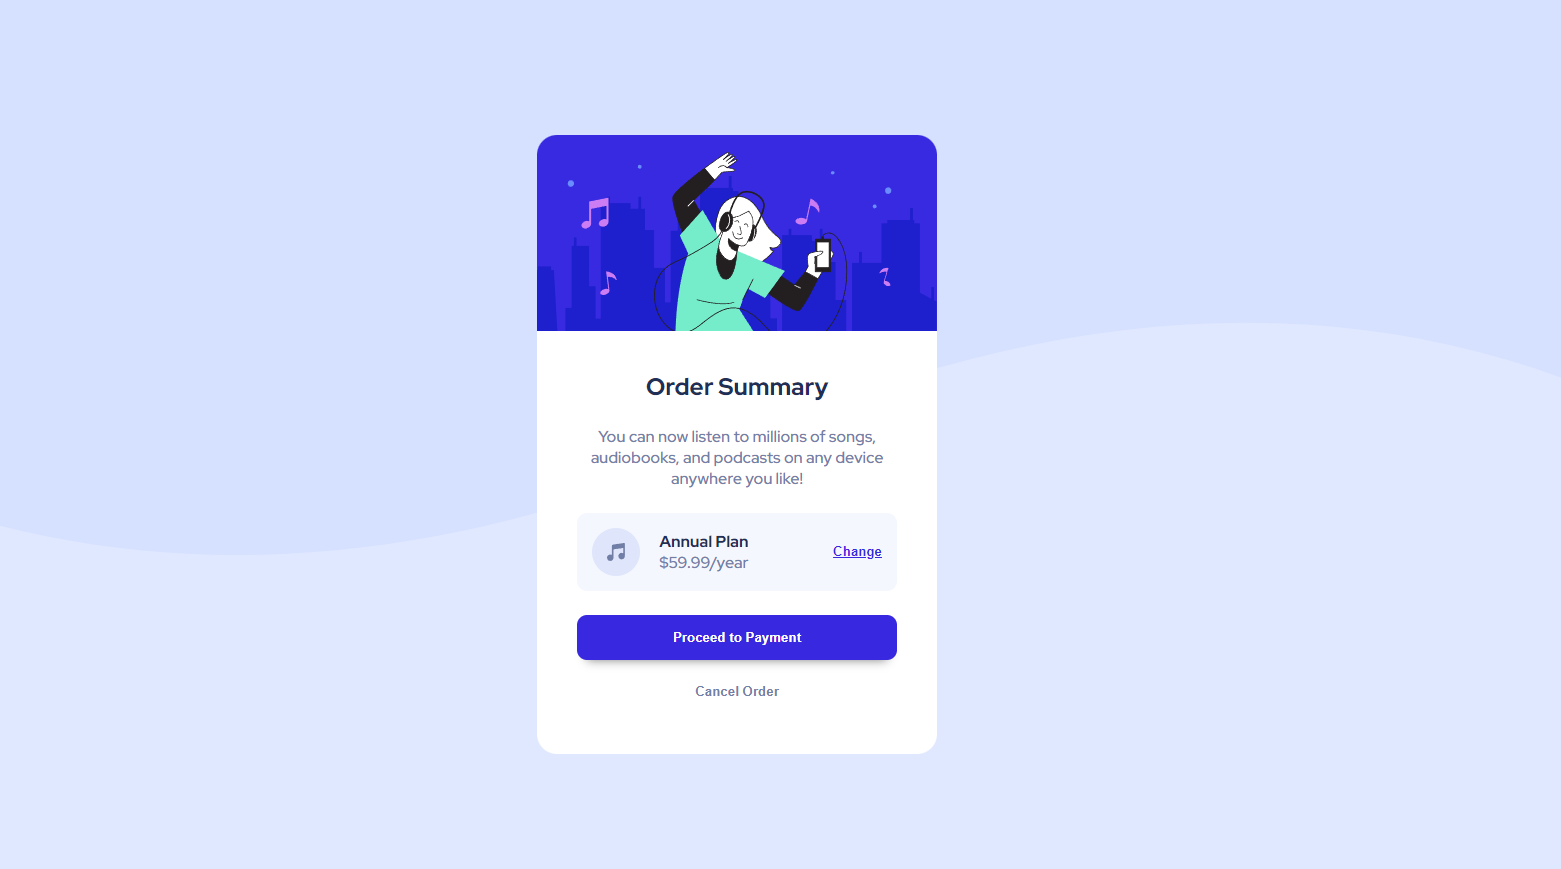 Order Summary
You can now listen to millions of songs,
audiobooks, and podcasts on any device
anywhere you like!
Annual Plan
$59.99/year
Change
Proceed to Payment
Cancel Order